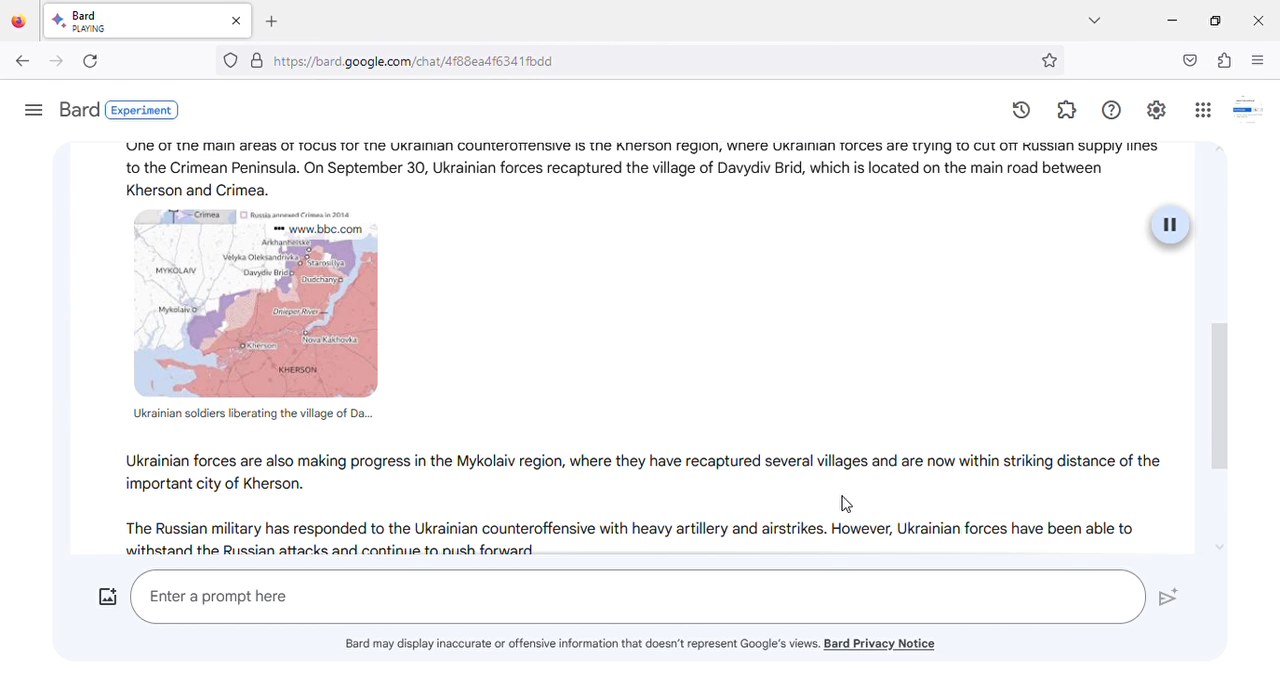 Bard
PLAYING
https://bard.google.com/chat/4f88ea4f6341fbdd
Bard Experiment
One of the main areas of focus for the Ukrainian counteroffensive is the Kherson region, where Ukrainian forces are trying to cut off Russian supply lines
to the Crimean Peninsula. On September 30, Ukrainian forces recaptured the village of Davydiv Brid, which is located on the main road between
Kherson and Crimea.
Crimea
Russia annexed Crimea in 2014
www.bbc.com
Arkhanhelske
Velyka Oleksandrivka
Starosillya
MYKOLAIV
Davydiv Brid
Dudchany
Mykolaiv
Dnieper River
Nova Kakhovka
Kherson
KHERSON
Ukrainian soldiers liberating the village of Da...
Ukrainian forces are also making progress in the Mykolaiv region, where they have recaptured several villages and are now within striking distance of the
important city of Kherson.
The Russian military has responded to the Ukrainian counteroffensive with heavy artillery and airstrikes. However, Ukrainian forces have been able to
withstand the Russian attacks and continue to push forward
Enter a prompt here
Bard may display inaccurate or offensive information that doesn't represent Google's views. Bard Privacy Notice